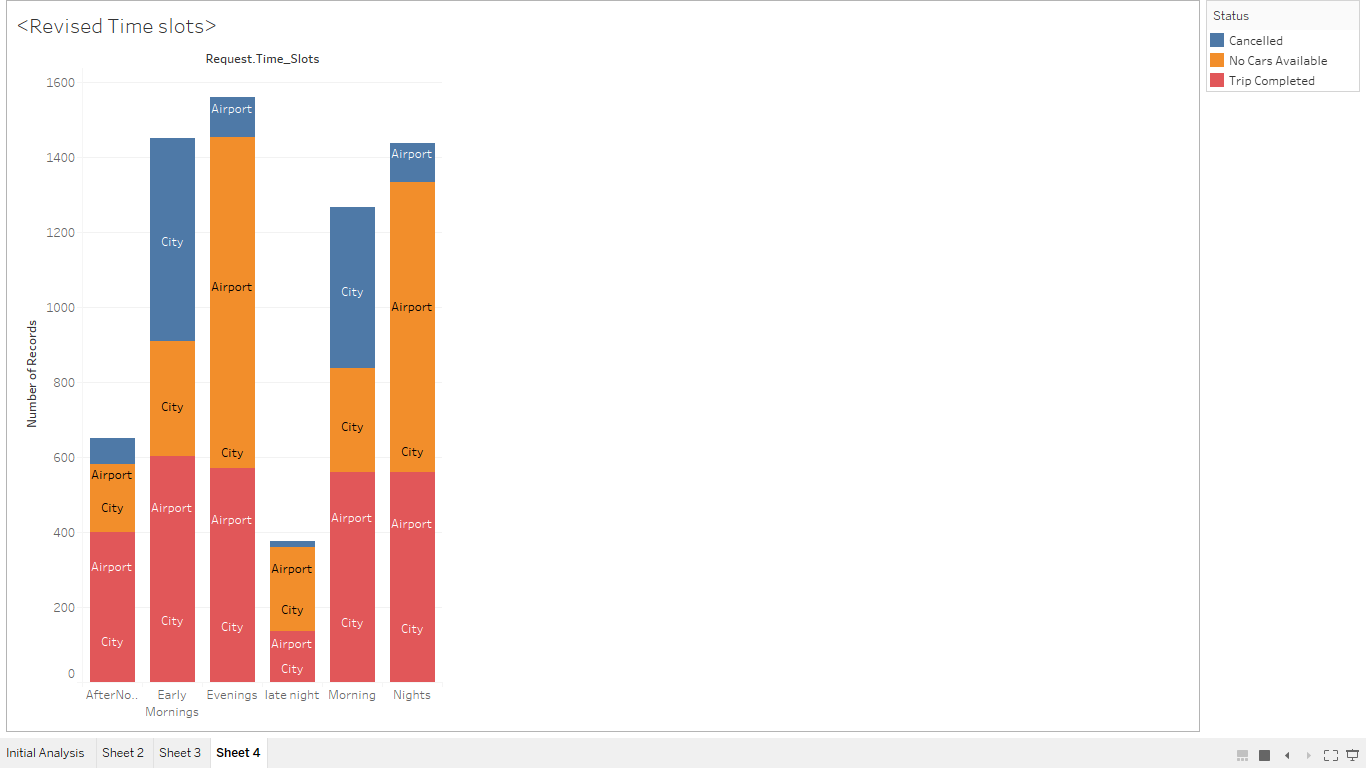 <Revised Time slots>
Request.Time_Slots
Status
Cancelled
No Cars Available
Trip Completed
Number of Records
1600
1400
1200
1000
800
600
400
200
0
Airport
City
Airport
City
City
City
Airport
City
Airport
Airport
City
Airport
City
Airport
City
Airport
City
City
City
Airport
City
Airport
Airport
City
Airport
City
AfterNo..
Early
Mornings
Evenings
late night
Morning
Nights
Initial Analysis
Sheet 2
Sheet 3
Sheet 4